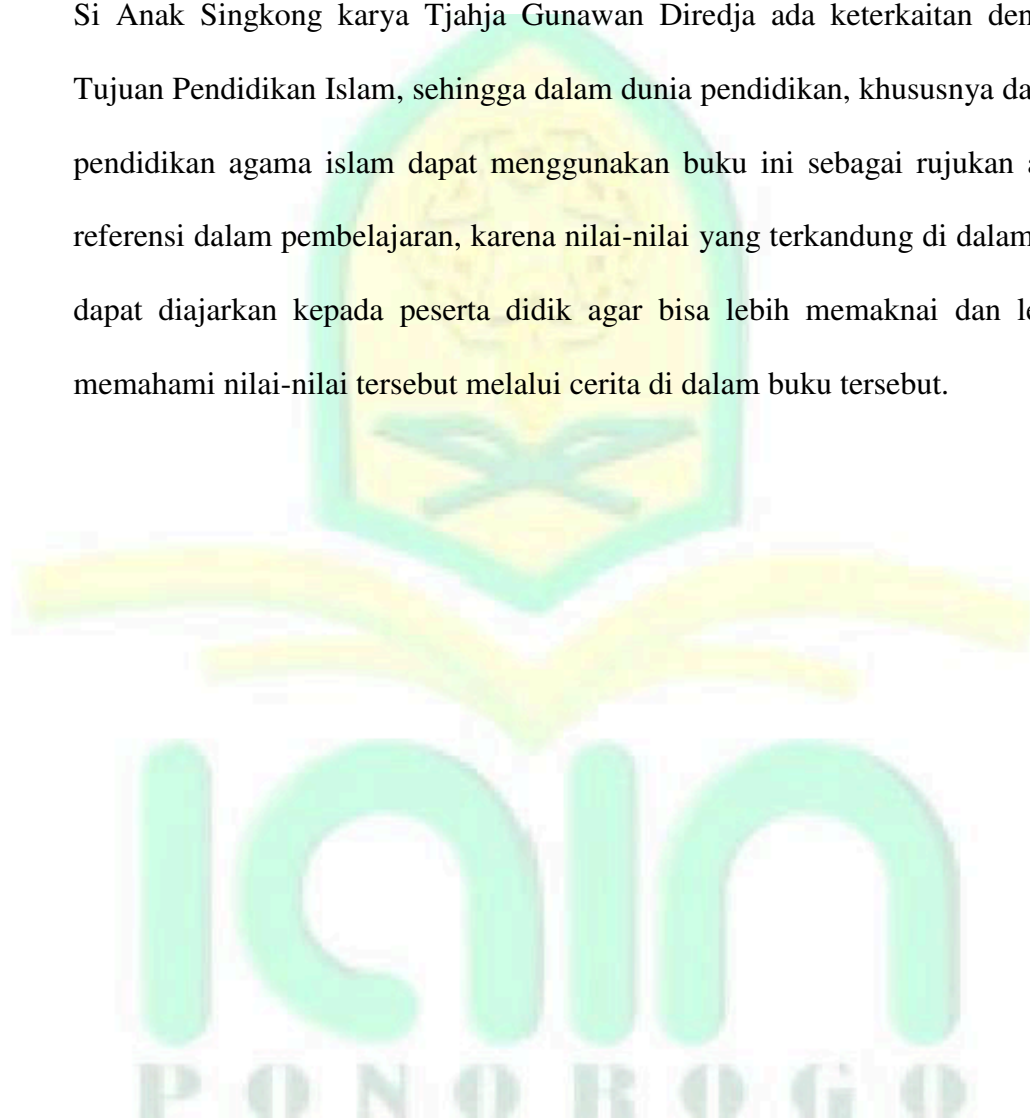 Si Anak Singkong karya Tjahja Gunawan Diredja ada keterkaitan
Tujuan Pendidikan Islam, sehingga dalam dunia pendidikan, khususnya
pendidikan agama islam dapat menggunakan buku ini sebagai rujukan
referensi dalam pembelajaran, karena nilai-nilai yang terkandung di dalam
dapat diajarkan kepada peserta didik agar bisa lebih memaknai dan
memahami nilai-nilai tersebut melalui cerita di dalam buku tersebut.
iain
PONOROGO